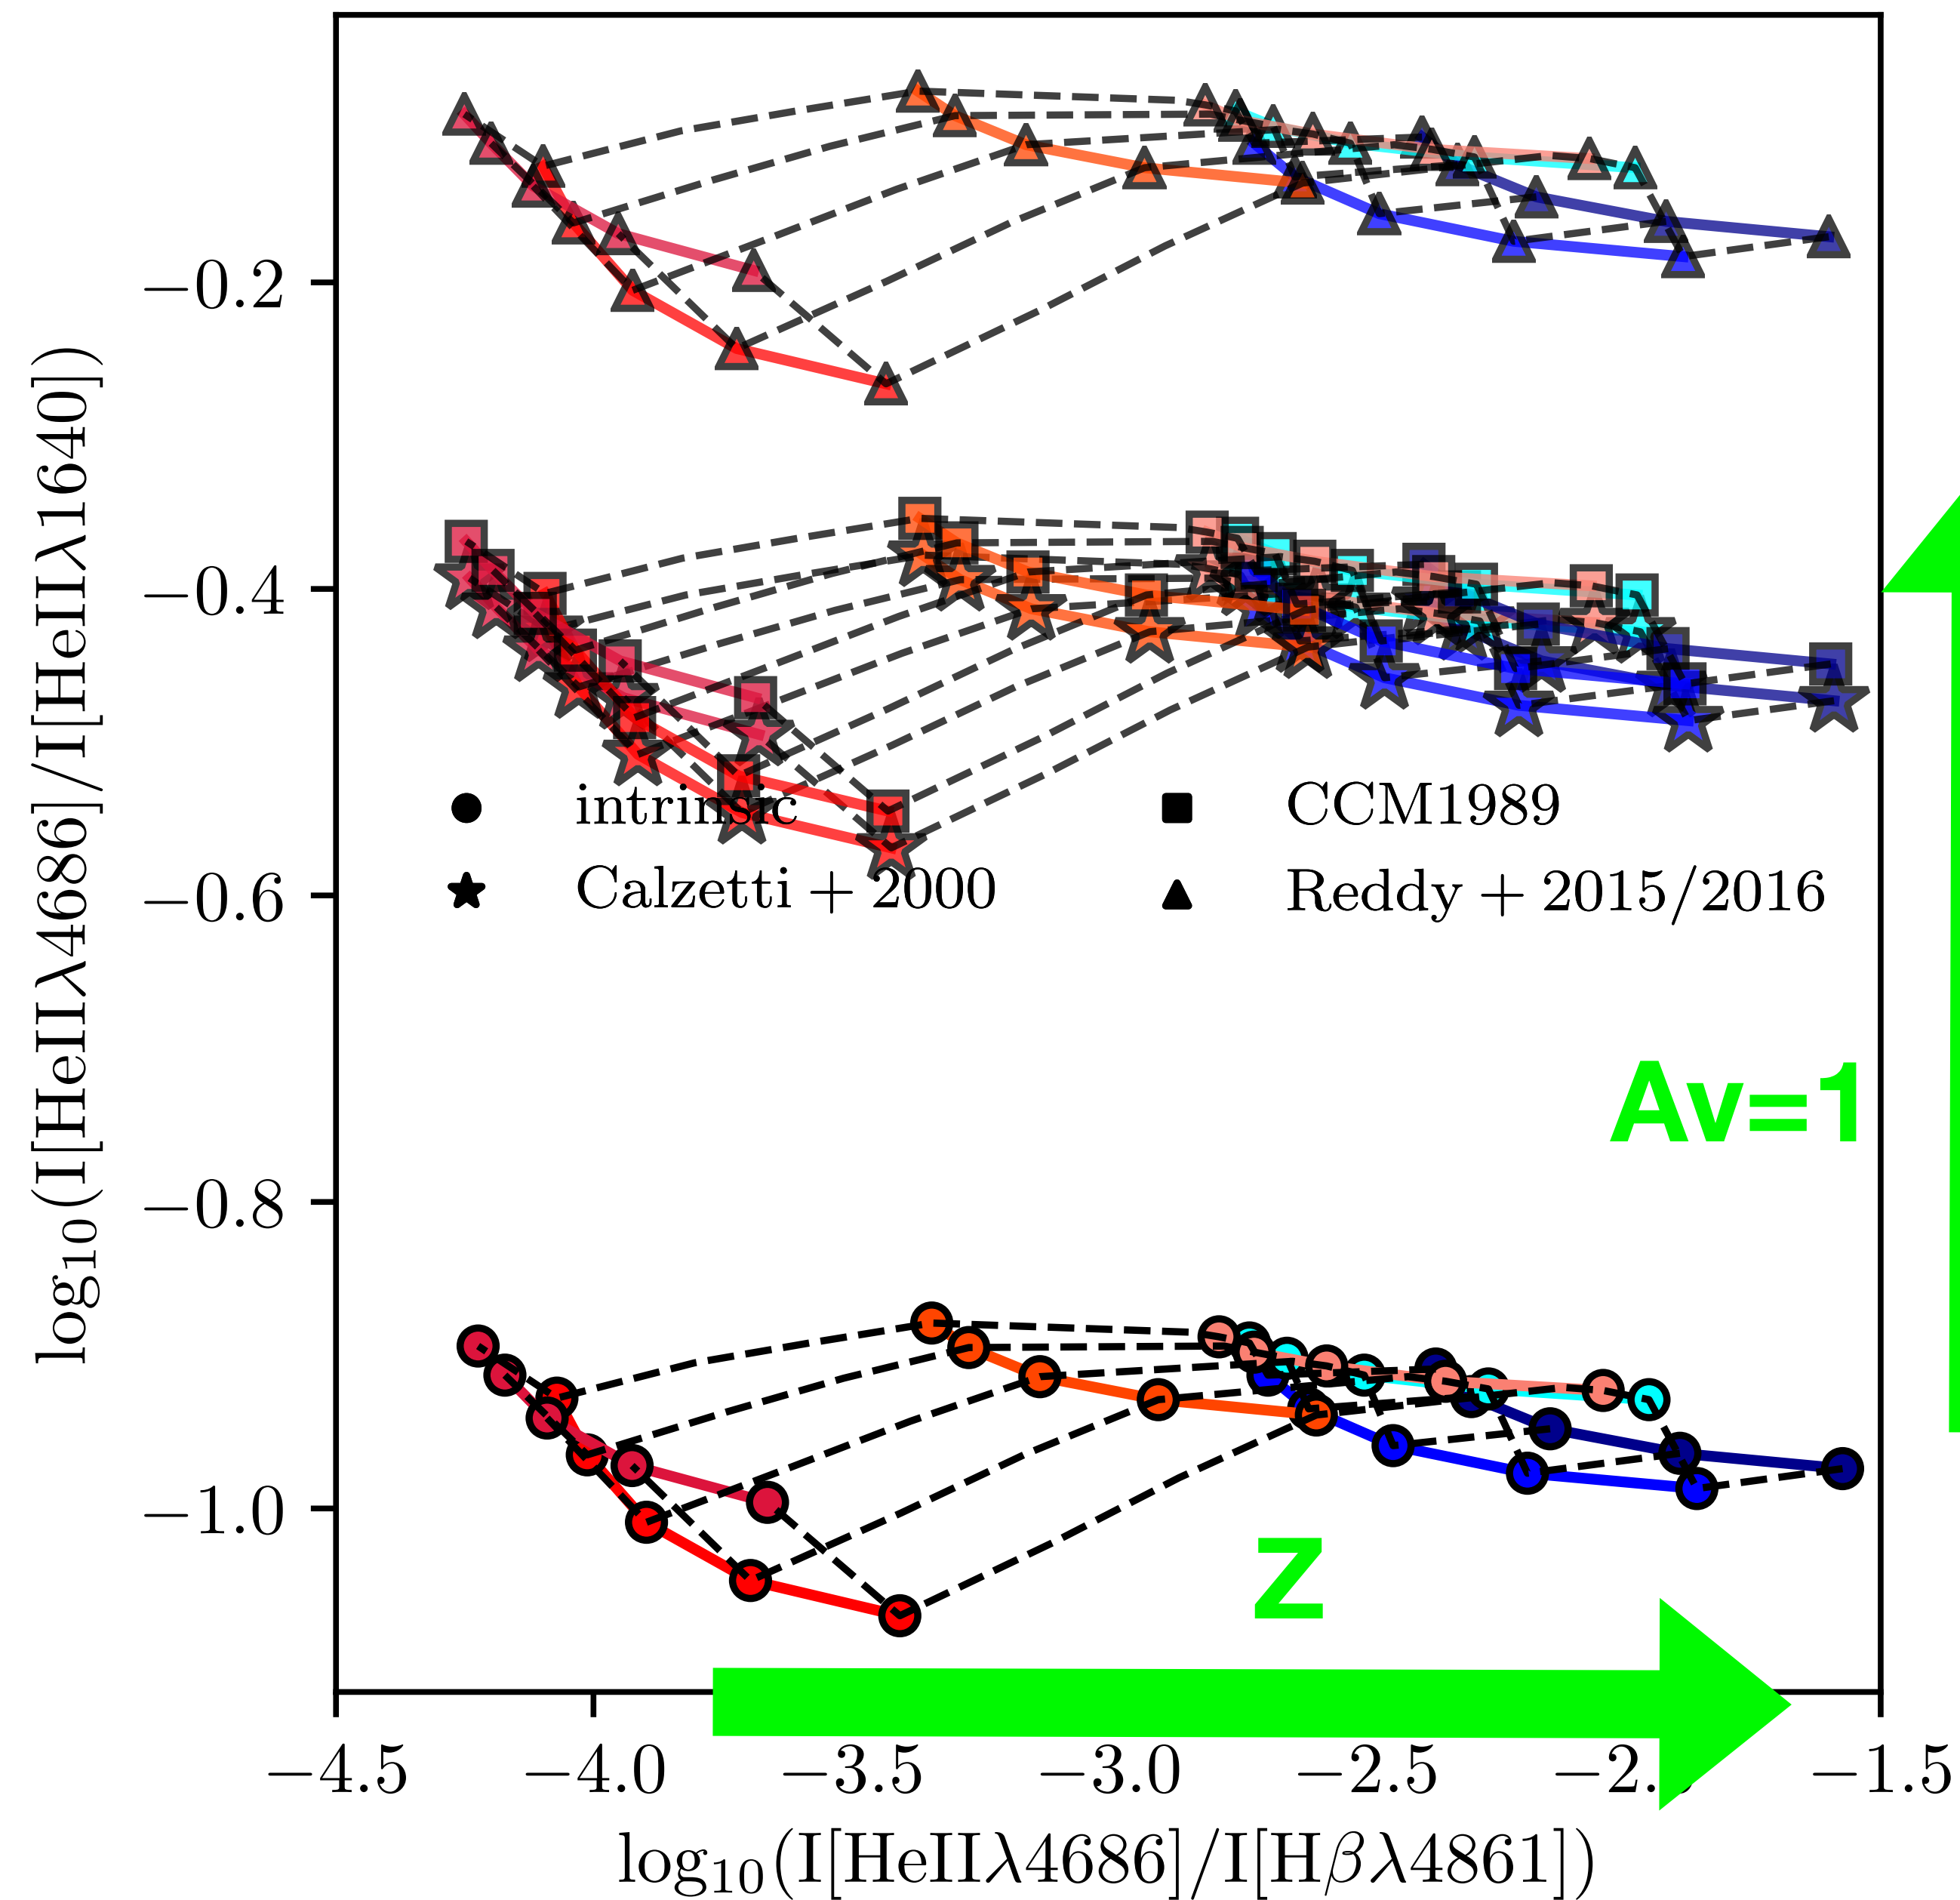 log₁₀(I[HeIIλ4686]/I[HeIIλ1640])
−0.2
−0.4
intrinsic
CCM1989
−0.6
Calzetti + 2000
Reddy + 2015/2016
Av=1
−0.8
−1.0
Z
−4.5 −4.0 −3.5 −3.0 −2.5 −2. −1.5
log₁₀(I[HeIIλ4686]/I[Hβλ4861])